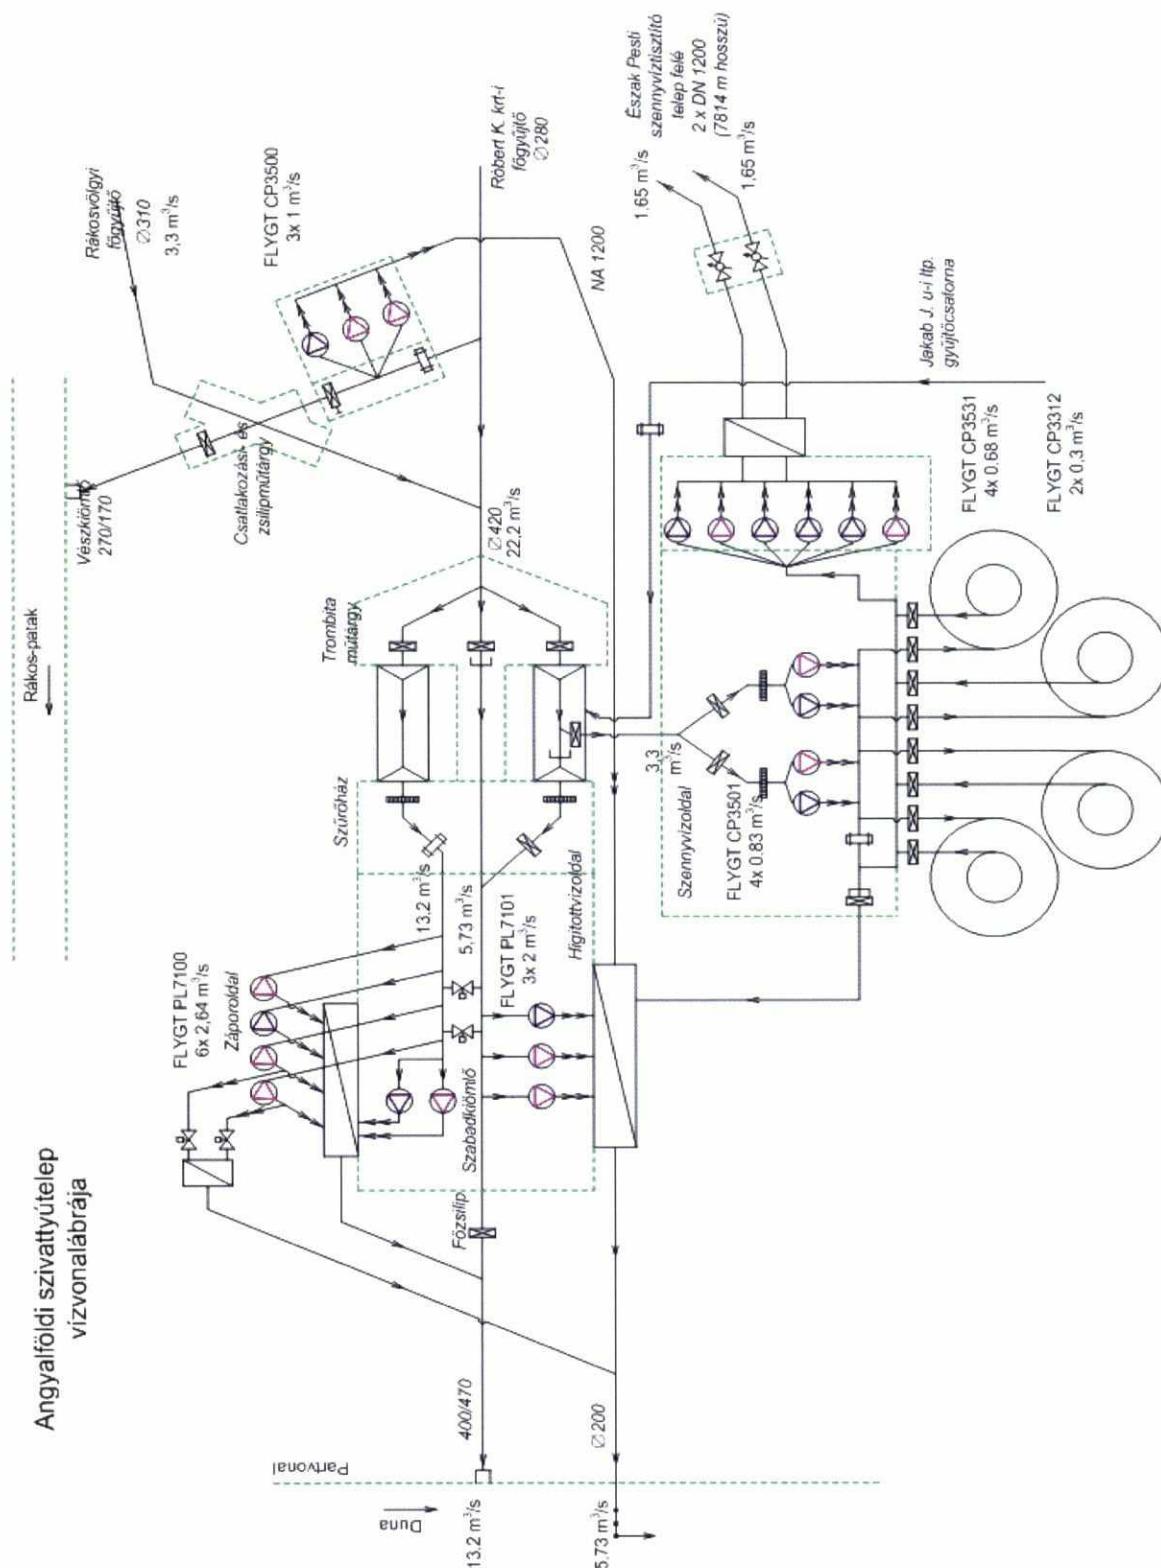 Angyalföldi szivattyútelep
vízvonalábrája
Rákos-patak
Vészkiömlő
270/170
Rákosvölgyi
főgyűjtő
∅310
3,3 m³/s
Csatlakozási- és
zsilipműtárgy
FLYGT CP3500
3x 1 m³/s
Róbert K. krt-i
főgyűjtő
∅280
NA 1200
Észak Pesti
szennyvíztisztító
telep felé
2 x DN 1200
(7814 m hosszú)
1,65 m³/s
1,65 m³/s
Jakab J. u-i ltp.
gyűjtőcsatorna
∅420
22,2 m³/s
Trombita
műtárgy
Szűrőház
13,2 m³/s
5,73 m³/s
FLYGT PL7100
6x 2,64 m³/s
Záporoldal
FLYGT PL7101
3x 2 m³/s
Hígítottvízoldal
Szabadkiömlő
Főzsilip
3,3
m³/s
Szennyvízoldal
FLYGT CP3501
4x 0.83 m³/s
FLYGT CP3531
4x 0.68 m³/s
FLYGT CP3312
2x 0,3 m³/s
400/470
∅200
Partvonal
Duna
13.2 m³/s
5.73 m³/s